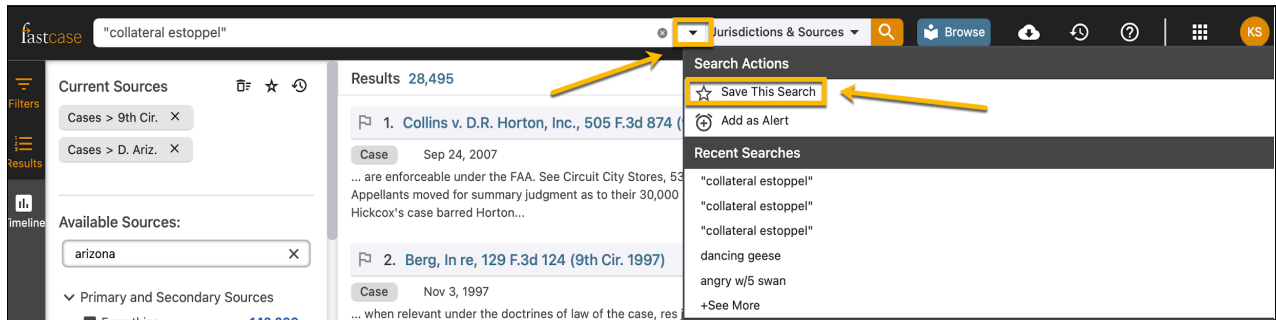 fastcase
"collateral estoppel"
Jurisdictions & Sources
Browse
KS
Filters
Results
Timeline
Current Sources
Cases > 9th Cir. X
Cases > D. Ariz. X
Available Sources:
arizona
Primary and Secondary Sources
Results 28,495
1. Collins v. D.R. Horton, Inc., 505 F.3d 874 (
Case Sep 24, 2007
... are enforceable under the FAA. See Circuit City Stores, 53
Appellants moved for summary judgment as to their 30,000
Hickcox's case barred Horton...
2. Berg, In re, 129 F.3d 124 (9th Cir. 1997)
Case Nov 3, 1997
... when relevant under the doctrines of law of the case, res
Search Actions
Save This Search
Add as Alert
Recent Searches
"collateral estoppel"
"collateral estoppel"
"collateral estoppel"
dancing geese
angry w/5 swan
+See More